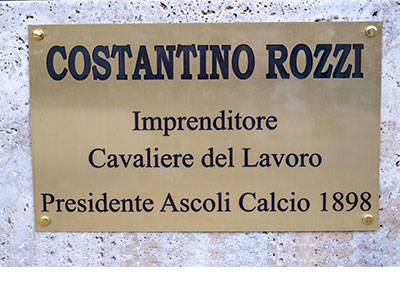 COSTANTINO ROZZI
Imprenditore
Cavaliere del Lavoro
Presidente Ascoli Calcio 1898